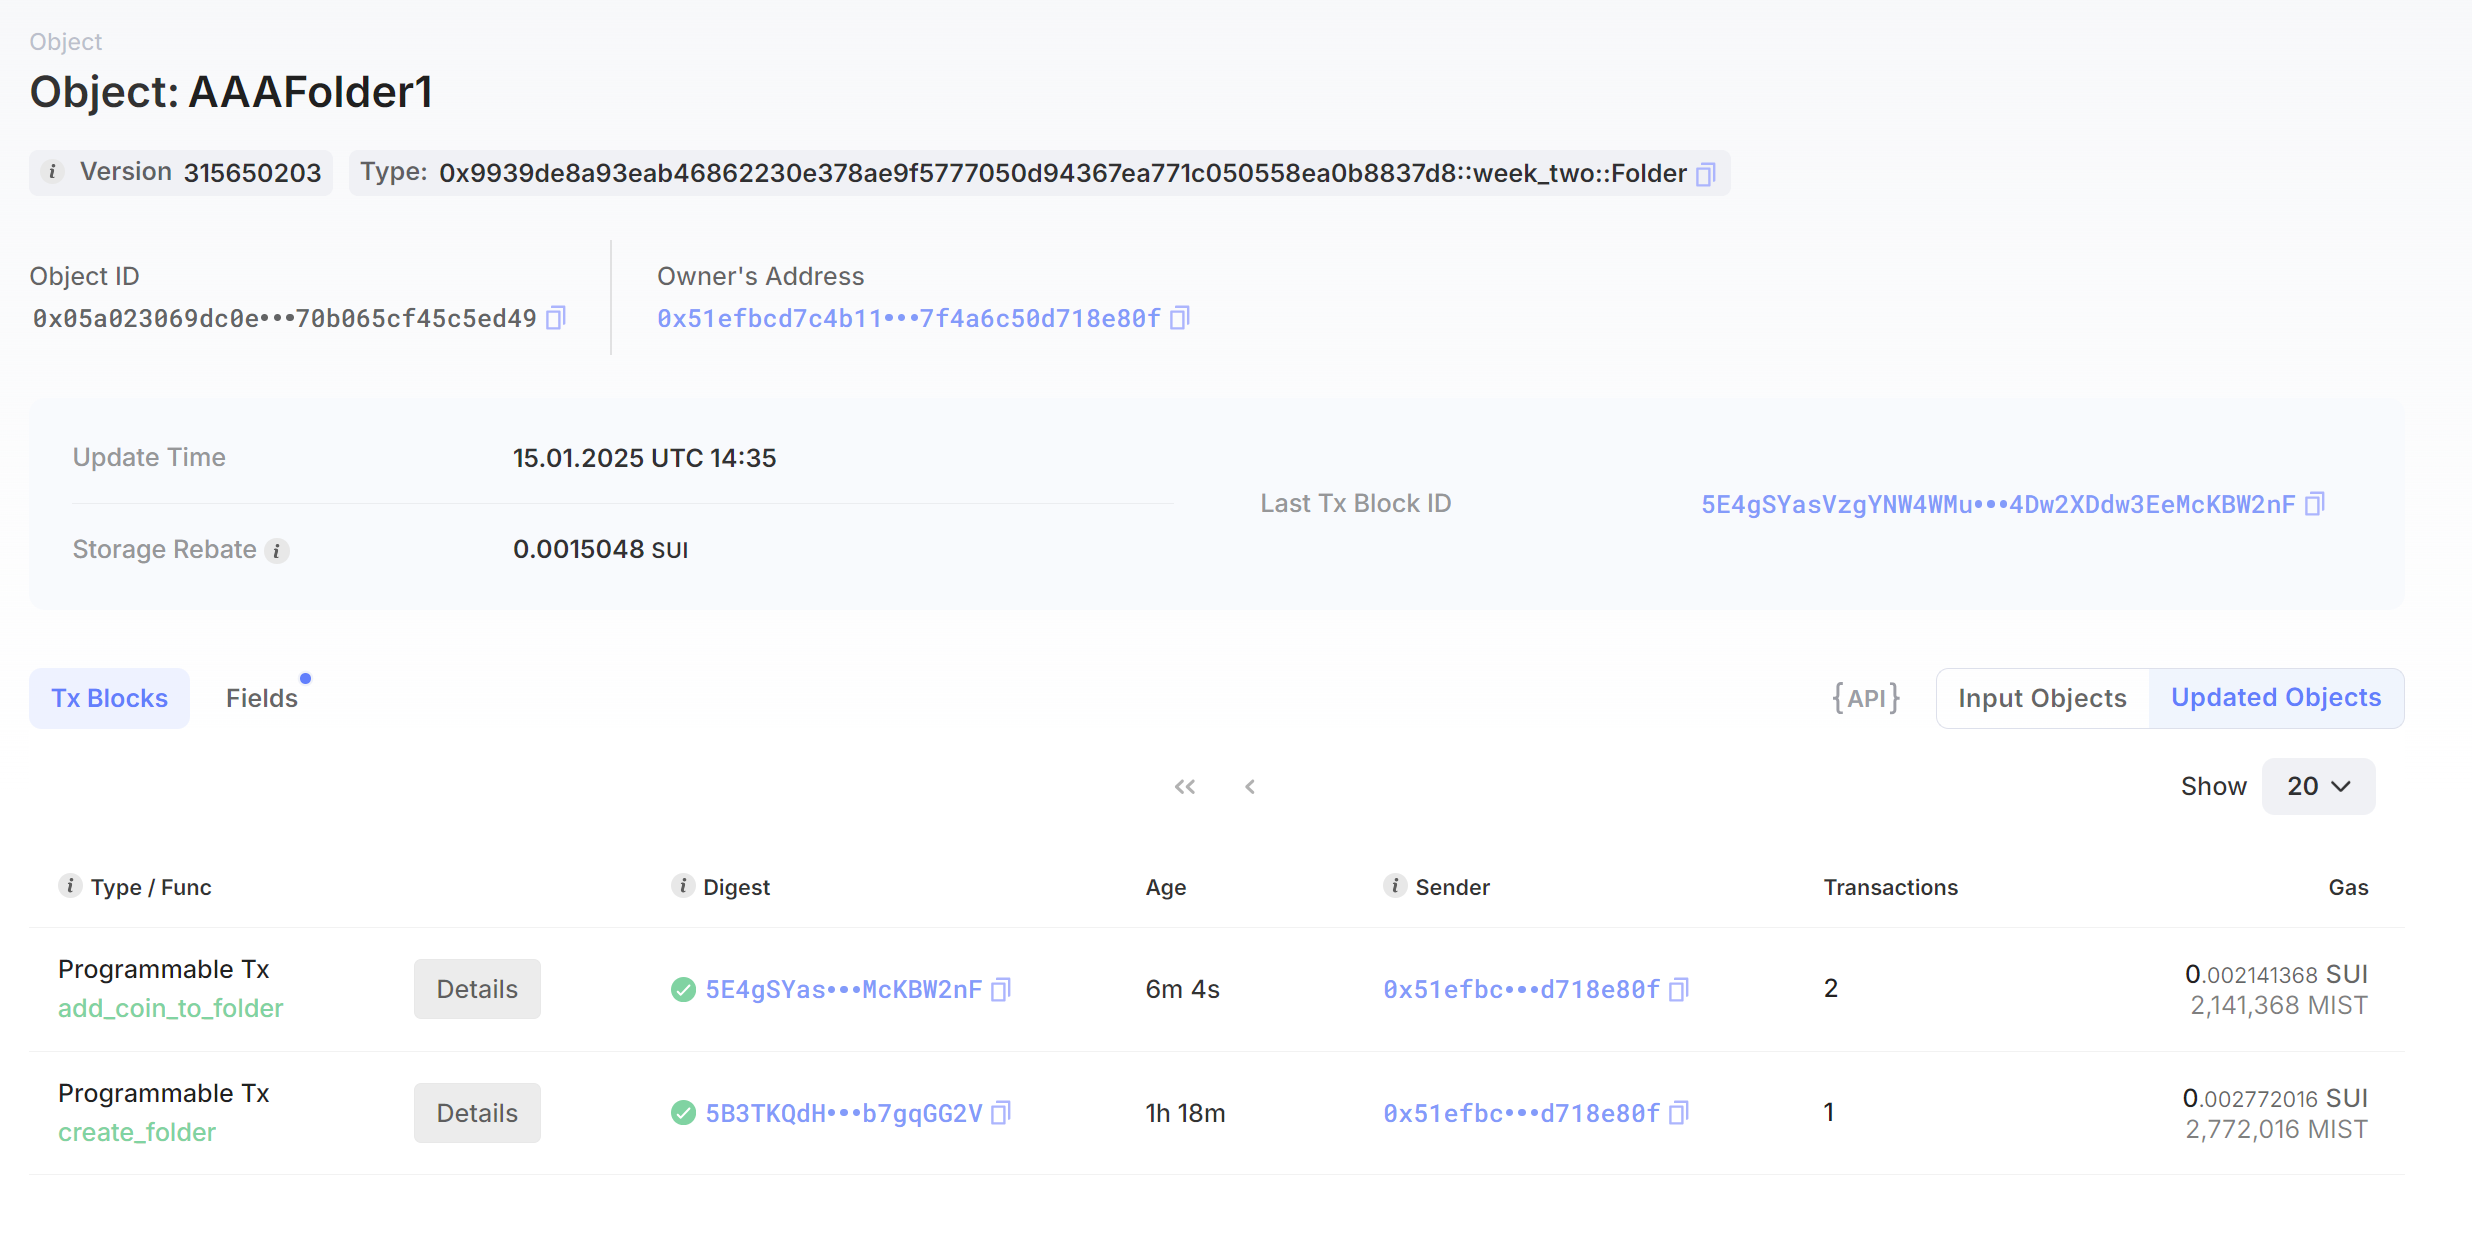 Object
Object: AAAFolder1
Version 315650203 Type: 0x9939de8a93eab46862230e378ae9f5777050d94367ea771c050558ea0b8837d8::week_two::Folder
Object ID
0x05a023069dc0e•••70b065cf45c5ed49
Owner's Address
0x51efbcd7c4b11•••7f4a6c50d718e80f
Update Time 15.01.2025 UTC 14:35
Storage Rebate 0.0015048 SUI
Last Tx Block ID 5E4gSYasVzgYNW4WMu•••4Dw2XDdw3EeMcKBW2nF
Tx Blocks Fields {API} Input Objects Updated Objects
Show 20
Type / Func Digest Age Sender Transactions Gas
Programmable Tx
add_coin_to_folder
Details 5E4gSYas•••McKBW2nF 6m 4s 0x51efbc•••d718e80f 2
0.002141368 SUI
2,141,368 MIST
Programmable Tx
create_folder
Details 5B3TKQdH•••b7gqGG2V 1h 18m 0x51efbc•••d718e80f 1
0.002772016 SUI
2,772,016 MIST